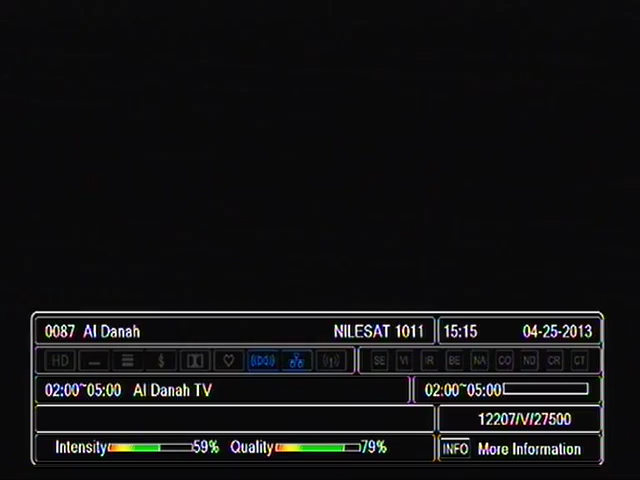 0087 Al Danah NILESAT 1011 15:15 04-25-2013
HD $ SE VI IR BE NA CO ND CR CT
02:00~05:00 Al Danah TV 02:00~05:00
12207/V/27500
Intensity 59% Quality 79% INFO More Information